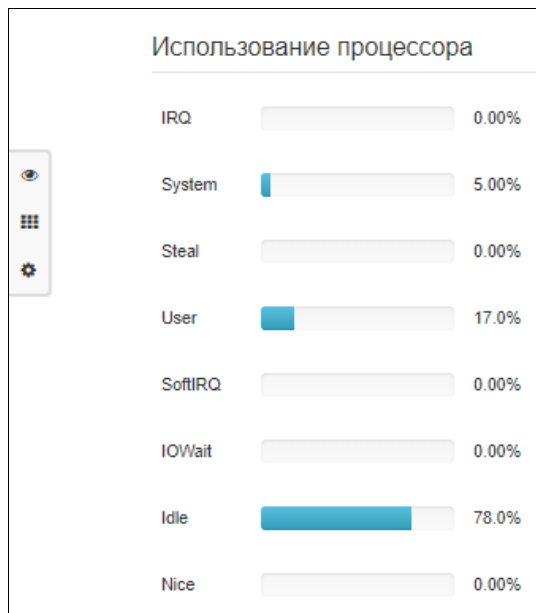 Использование процессора
IRQ 0.00%
System 5.00%
Steal 0.00%
User 17.0%
SoftIRQ 0.00%
IOWait 0.00%
Idle 78.0%
Nice 0.00%